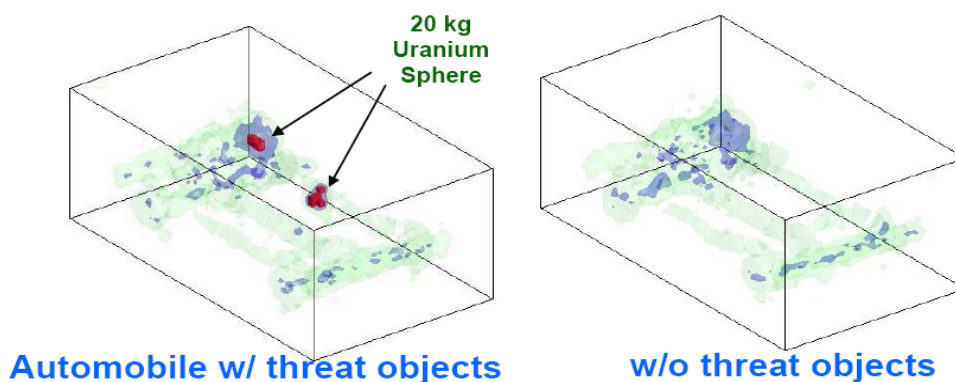 20 kg
Uranium
Sphere
Automobile w/ threat objects
w/o threat objects